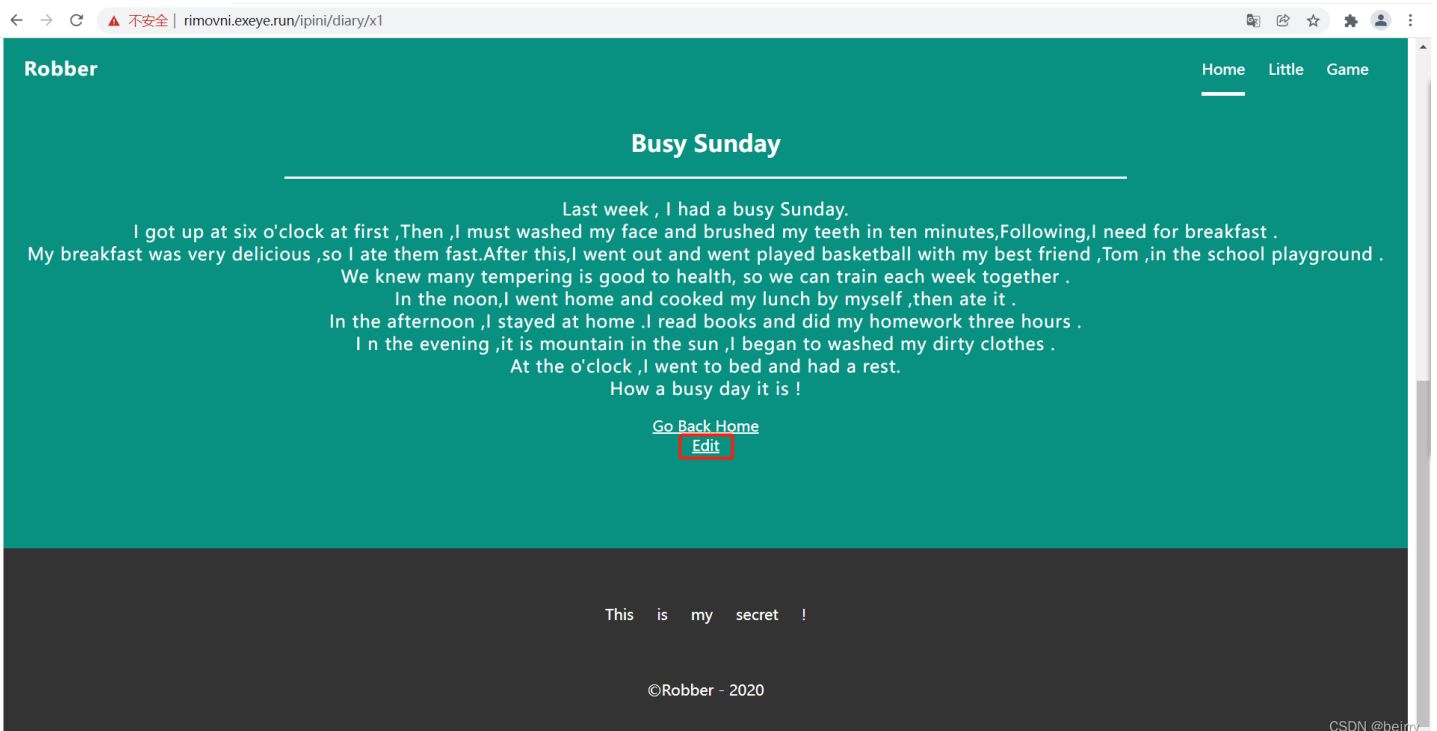 不安全 | rimovni.exeye.run/ipini/diary/x1
Robber
Home Little Game
Busy Sunday
Last week , I had a busy Sunday.
I got up at six o'clock at first ,Then ,I must washed my face and brushed my teeth in ten minutes,Following,I need for breakfast .
My breakfast was very delicious ,so I ate them fast.After this,I went out and went played basketball with my best friend ,Tom ,in the school playground .
We knew many tempering is good to health, so we can train each week together .
In the noon,I went home and cooked my lunch by myself ,then ate it .
In the afternoon ,I stayed at home .I read books and did my homework three hours .
I n the evening ,it is mountain in the sun ,I began to washed my dirty clothes .
At the o'clock ,I went to bed and had a rest.
How a busy day it is !
Go Back Home
Edit
This is my secret !
©Robber - 2020
CSDN